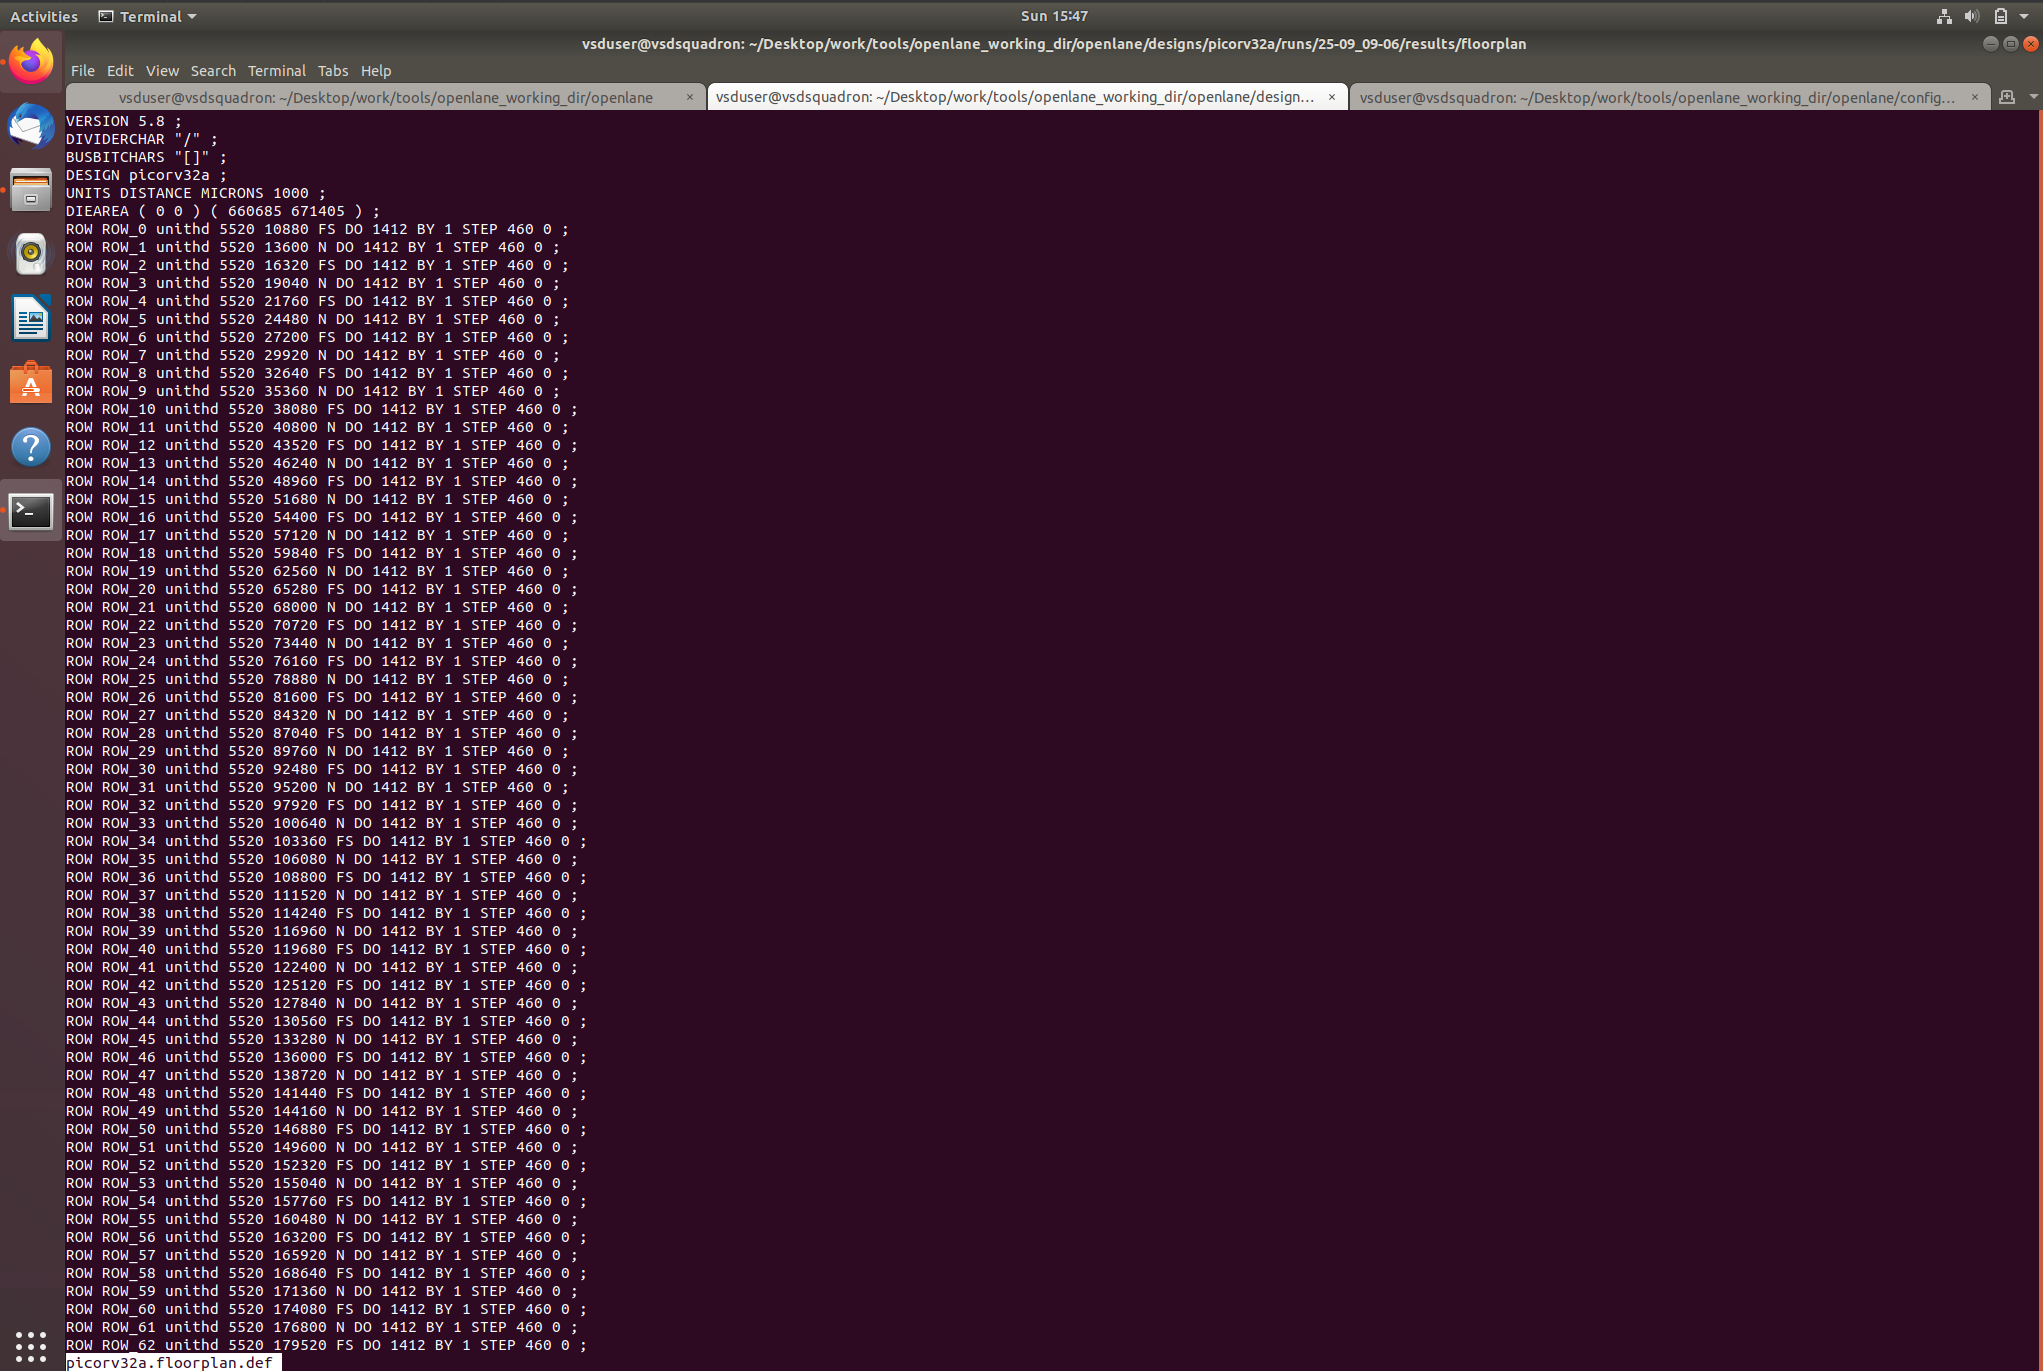 Activities Terminal Sun 15:47
vsduser@vsdsquadron: ~/Desktop/work/tools/openlane_working_dir/openlane/designs/picorv32a/runs/25-09_09-06/results/floorplan
File Edit View Search Terminal Tabs Help
vsduser@vsdsquadron: ~/Desktop/work/tools/openlane_working_dir/openlane × vsduser@vsdsquadron: ~/Desktop/work/tools/openlane_working_dir/openlane/design... × vsduser@vsdsquadron: ~/Desktop/work/tools/openlane_working_dir/openlane/config... ×
VERSION 5.8 ;
DIVIDERCHAR "/" ;
BUSBITCHARS "[]" ;
DESIGN picorv32a ;
UNITS DISTANCE MICRONS 1000 ;
DIEAREA ( 0 0 ) ( 660685 671405 ) ;
ROW ROW_0 unithd 5520 10880 FS DO 1412 BY 1 STEP 460 0 ;
ROW ROW_1 unithd 5520 13600 N DO 1412 BY 1 STEP 460 0 ;
ROW ROW_2 unithd 5520 16320 FS DO 1412 BY 1 STEP 460 0 ;
ROW ROW_3 unithd 5520 19040 N DO 1412 BY 1 STEP 460 0 ;
ROW ROW_4 unithd 5520 21760 FS DO 1412 BY 1 STEP 460 0 ;
ROW ROW_5 unithd 5520 24480 N DO 1412 BY 1 STEP 460 0 ;
ROW ROW_6 unithd 5520 27200 FS DO 1412 BY 1 STEP 460 0 ;
ROW ROW_7 unithd 5520 29920 N DO 1412 BY 1 STEP 460 0 ;
ROW ROW_8 unithd 5520 32640 FS DO 1412 BY 1 STEP 460 0 ;
ROW ROW_9 unithd 5520 35360 N DO 1412 BY 1 STEP 460 0 ;
ROW ROW_10 unithd 5520 38080 FS DO 1412 BY 1 STEP 460 0 ;
ROW ROW_11 unithd 5520 40800 N DO 1412 BY 1 STEP 460 0 ;
ROW ROW_12 unithd 5520 43520 FS DO 1412 BY 1 STEP 460 0 ;
ROW ROW_13 unithd 5520 46240 N DO 1412 BY 1 STEP 460 0 ;
ROW ROW_14 unithd 5520 48960 FS DO 1412 BY 1 STEP 460 0 ;
ROW ROW_15 unithd 5520 51680 N DO 1412 BY 1 STEP 460 0 ;
ROW ROW_16 unithd 5520 54400 FS DO 1412 BY 1 STEP 460 0 ;
ROW ROW_17 unithd 5520 57120 N DO 1412 BY 1 STEP 460 0 ;
ROW ROW_18 unithd 5520 59840 FS DO 1412 BY 1 STEP 460 0 ;
ROW ROW_19 unithd 5520 62560 N DO 1412 BY 1 STEP 460 0 ;
ROW ROW_20 unithd 5520 65280 FS DO 1412 BY 1 STEP 460 0 ;
ROW ROW_21 unithd 5520 68000 N DO 1412 BY 1 STEP 460 0 ;
ROW ROW_22 unithd 5520 70720 FS DO 1412 BY 1 STEP 460 0 ;
ROW ROW_23 unithd 5520 73440 N DO 1412 BY 1 STEP 460 0 ;
ROW ROW_24 unithd 5520 76160 FS DO 1412 BY 1 STEP 460 0 ;
ROW ROW_25 unithd 5520 78880 N DO 1412 BY 1 STEP 460 0 ;
ROW ROW_26 unithd 5520 81600 FS DO 1412 BY 1 STEP 460 0 ;
ROW ROW_27 unithd 5520 84320 N DO 1412 BY 1 STEP 460 0 ;
ROW ROW_28 unithd 5520 87040 FS DO 1412 BY 1 STEP 460 0 ;
ROW ROW_29 unithd 5520 89760 N DO 1412 BY 1 STEP 460 0 ;
ROW ROW_30 unithd 5520 92480 FS DO 1412 BY 1 STEP 460 0 ;
ROW ROW_31 unithd 5520 95200 N DO 1412 BY 1 STEP 460 0 ;
ROW ROW_32 unithd 5520 97920 FS DO 1412 BY 1 STEP 460 0 ;
ROW ROW_33 unithd 5520 100640 N DO 1412 BY 1 STEP 460 0 ;
ROW ROW_34 unithd 5520 103360 FS DO 1412 BY 1 STEP 460 0 ;
ROW ROW_35 unithd 5520 106080 N DO 1412 BY 1 STEP 460 0 ;
ROW ROW_36 unithd 5520 108800 FS DO 1412 BY 1 STEP 460 0 ;
ROW ROW_37 unithd 5520 111520 N DO 1412 BY 1 STEP 460 0 ;
ROW ROW_38 unithd 5520 114240 FS DO 1412 BY 1 STEP 460 0 ;
ROW ROW_39 unithd 5520 116960 N DO 1412 BY 1 STEP 460 0 ;
ROW ROW_40 unithd 5520 119680 FS DO 1412 BY 1 STEP 460 0 ;
ROW ROW_41 unithd 5520 122400 N DO 1412 BY 1 STEP 460 0 ;
ROW ROW_42 unithd 5520 125120 FS DO 1412 BY 1 STEP 460 0 ;
ROW ROW_43 unithd 5520 127840 N DO 1412 BY 1 STEP 460 0 ;
ROW ROW_44 unithd 5520 130560 FS DO 1412 BY 1 STEP 460 0 ;
ROW ROW_45 unithd 5520 133280 N DO 1412 BY 1 STEP 460 0 ;
ROW ROW_46 unithd 5520 136000 FS DO 1412 BY 1 STEP 460 0 ;
ROW ROW_47 unithd 5520 138720 N DO 1412 BY 1 STEP 460 0 ;
ROW ROW_48 unithd 5520 141440 FS DO 1412 BY 1 STEP 460 0 ;
ROW ROW_49 unithd 5520 144160 N DO 1412 BY 1 STEP 460 0 ;
ROW ROW_50 unithd 5520 146880 FS DO 1412 BY 1 STEP 460 0 ;
ROW ROW_51 unithd 5520 149600 N DO 1412 BY 1 STEP 460 0 ;
ROW ROW_52 unithd 5520 152320 FS DO 1412 BY 1 STEP 460 0 ;
ROW ROW_53 unithd 5520 155040 N DO 1412 BY 1 STEP 460 0 ;
ROW ROW_54 unithd 5520 157760 FS DO 1412 BY 1 STEP 460 0 ;
ROW ROW_55 unithd 5520 160480 N DO 1412 BY 1 STEP 460 0 ;
ROW ROW_56 unithd 5520 163200 FS DO 1412 BY 1 STEP 460 0 ;
ROW ROW_57 unithd 5520 165920 N DO 1412 BY 1 STEP 460 0 ;
ROW ROW_58 unithd 5520 168640 FS DO 1412 BY 1 STEP 460 0 ;
ROW ROW_59 unithd 5520 171360 N DO 1412 BY 1 STEP 460 0 ;
ROW ROW_60 unithd 5520 174080 FS DO 1412 BY 1 STEP 460 0 ;
ROW ROW_61 unithd 5520 176800 N DO 1412 BY 1 STEP 460 0 ;
ROW ROW_62 unithd 5520 179520 FS DO 1412 BY 1 STEP 460 0 ;
picorv32a.floorplan.def